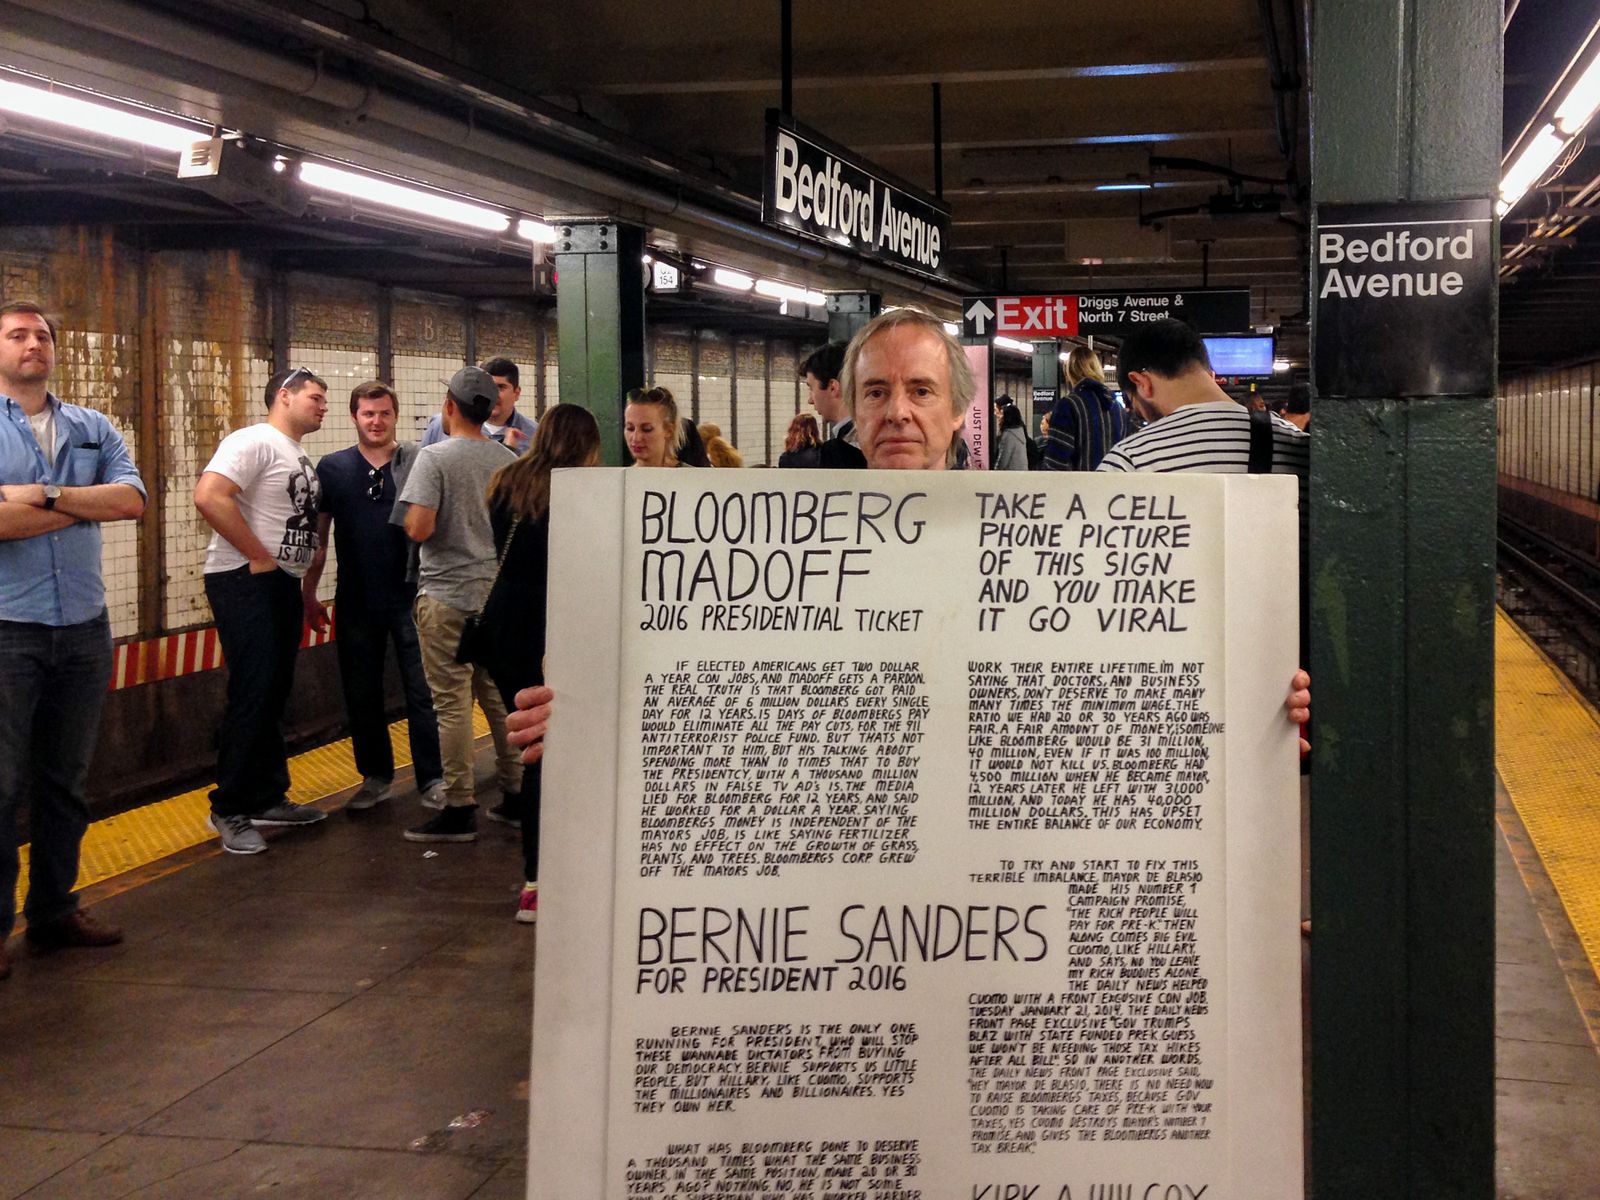 Bedford Avenue
Bedford
Avenue
Exit
Driggs Avenue &
North 7 Street
Bedford
Avenue
JUST DEW IT
B
THE
IS OUT
BLOOMBERG
MADOFF
2016 PRESIDENTIAL TICKET
IF ELECTED AMERICANS GET TWO DOLLAR
A YEAR CON JOBS, AND MADOFF GETS A PARDON.
THE REAL TRUTH IS THAT BLOOMBERG GOT PAID
AN AVERAGE OF 6 MILLION DOLLARS EVERY SINGLE
DAY FOR 12 YEARS. 15 DAYS OF BLOOMBERGS PAY
WOULD ELIMINATE ALL THE PAY CUTS, FOR THE 911
ANTITERRORIST POLICE FUND. BUT THATS NOT
IMPORTANT TO HIM, BUT HIS TALKING ABOUT
SPENDING MORE THAN 10 TIMES THAT TO BUY
THE PRESIDENTCY, WITH A THOUSAND MILLION
DOLLARS IN FALSE TV AD'S IS. THE MEDIA
LIED FOR BLOOMBERG FOR 12 YEARS, AND SAID
HE WORKED FOR A DOLLAR A YEAR. SAYING
BLOOMBERGS MONEY IS INDEPENDENT OF THE
MAYORS JOB, IS LIKE SAYING FERTILIZER
HAS NO EFFECT ON THE GROWTH OF GRASS,
PLANTS, AND TREES. BLOOMBERGS CORP GREW
OFF THE MAYORS JOB.
BERNIE SANDERS
FOR PRESIDENT 2016
BERNIE SANDERS IS THE ONLY ONE
RUNNING FOR PRESIDENT, WHO WILL STOP
THESE WANNABE DICTATORS FROM BUYING
OUR DEMOCRACY. BERNIE SUPPORTS US LITTLE
PEOPLE, BUT HILLARY, LIKE CUOMO, SUPPORTS
THE MILLIONAIRES AND BILLIONAIRES. YES
THEY OWN HER.
WHAT HAS BLOOMBERG DONE TO DESERVE
A THOUSAND TIMES WHAT THE SAME BUSINESS
OWNER, IN THE SAME POSITION, MADE 20 OR 30
YEARS AGO? NOTHING, NO, HE IS NOT SOME
KIND OF SUPERMAN WHO HAS WORKED HARDER
TAKE A CELL
PHONE PICTURE
OF THIS SIGN
AND YOU MAKE
IT GO VIRAL
WORK THEIR ENTIRE LIFETIME. I'M NOT
SAYING THAT, DOCTORS, AND BUSINESS
OWNERS, DON'T DESERVE TO MAKE MANY
MANY TIMES THE MINIMUM WAGE. THE
RATIO WE HAD 20 OR 30 YEARS AGO WAS
FAIR. A FAIR AMOUNT OF MONEY, SOMEONE
LIKE BLOOMBERG WOULD BE 31 MILLION,
40 MILLION, EVEN IF IT WAS 100 MILLION,
IT WOULD NOT KILL US. BLOOMBERG HAD
4,500 MILLION WHEN HE BECAME MAYOR,
12 YEARS LATER HE LEFT WITH 31,000
MILLION, AND TODAY HE HAS 40,000
MILLION DOLLARS. THIS HAS UPSET
THE ENTIRE BALANCE OF OUR ECONOMY.
TO TRY AND START TO FIX THIS
TERRIBLE IMBALANCE, MAYOR DE BLASIO
MADE HIS NUMBER 1
CAMPAIGN PROMISE,
"THE RICH PEOPLE WILL
PAY FOR PRE-K." THEN
ALONG COMES BIG EVIL
CUOMO, LIKE HILLARY,
AND SAYS, NO YOU LEAVE
MY RICH BUDDIES ALONE.
THE DAILY NEWS HELPED
CUOMO WITH A FRONT EXCUSIVE CON JOB.
TUESDAY JANUARY 21, 2014, THE DAILY NEWS
FRONT PAGE EXCLUSIVE "GOV TRUMPS
BLAZ WITH STATE FUNDED PRE-K. GUESS
WE WON'T BE NEEDING THOSE TAX HIKES
AFTER ALL BILL." SO IN ANOTHER WORDS,
THE DAILY NEWS FRONT PAGE EXCLUSIVE SAID,
"HEY MAYOR DE BLASIO, THERE IS NO NEED NOW
TO RAISE BLOOMBERGS TAXES, BECAUSE GOV
CUOMO IS TAKING CARE OF PRE-K WITH YOUR
TAXES, YES CUOMO DESTROYS MAYOR'S NUMBER 1
PROMISE, AND GIVES THE BLOOMBERGS ANOTHER
TAX BREAK."
KIRK A WILCOX